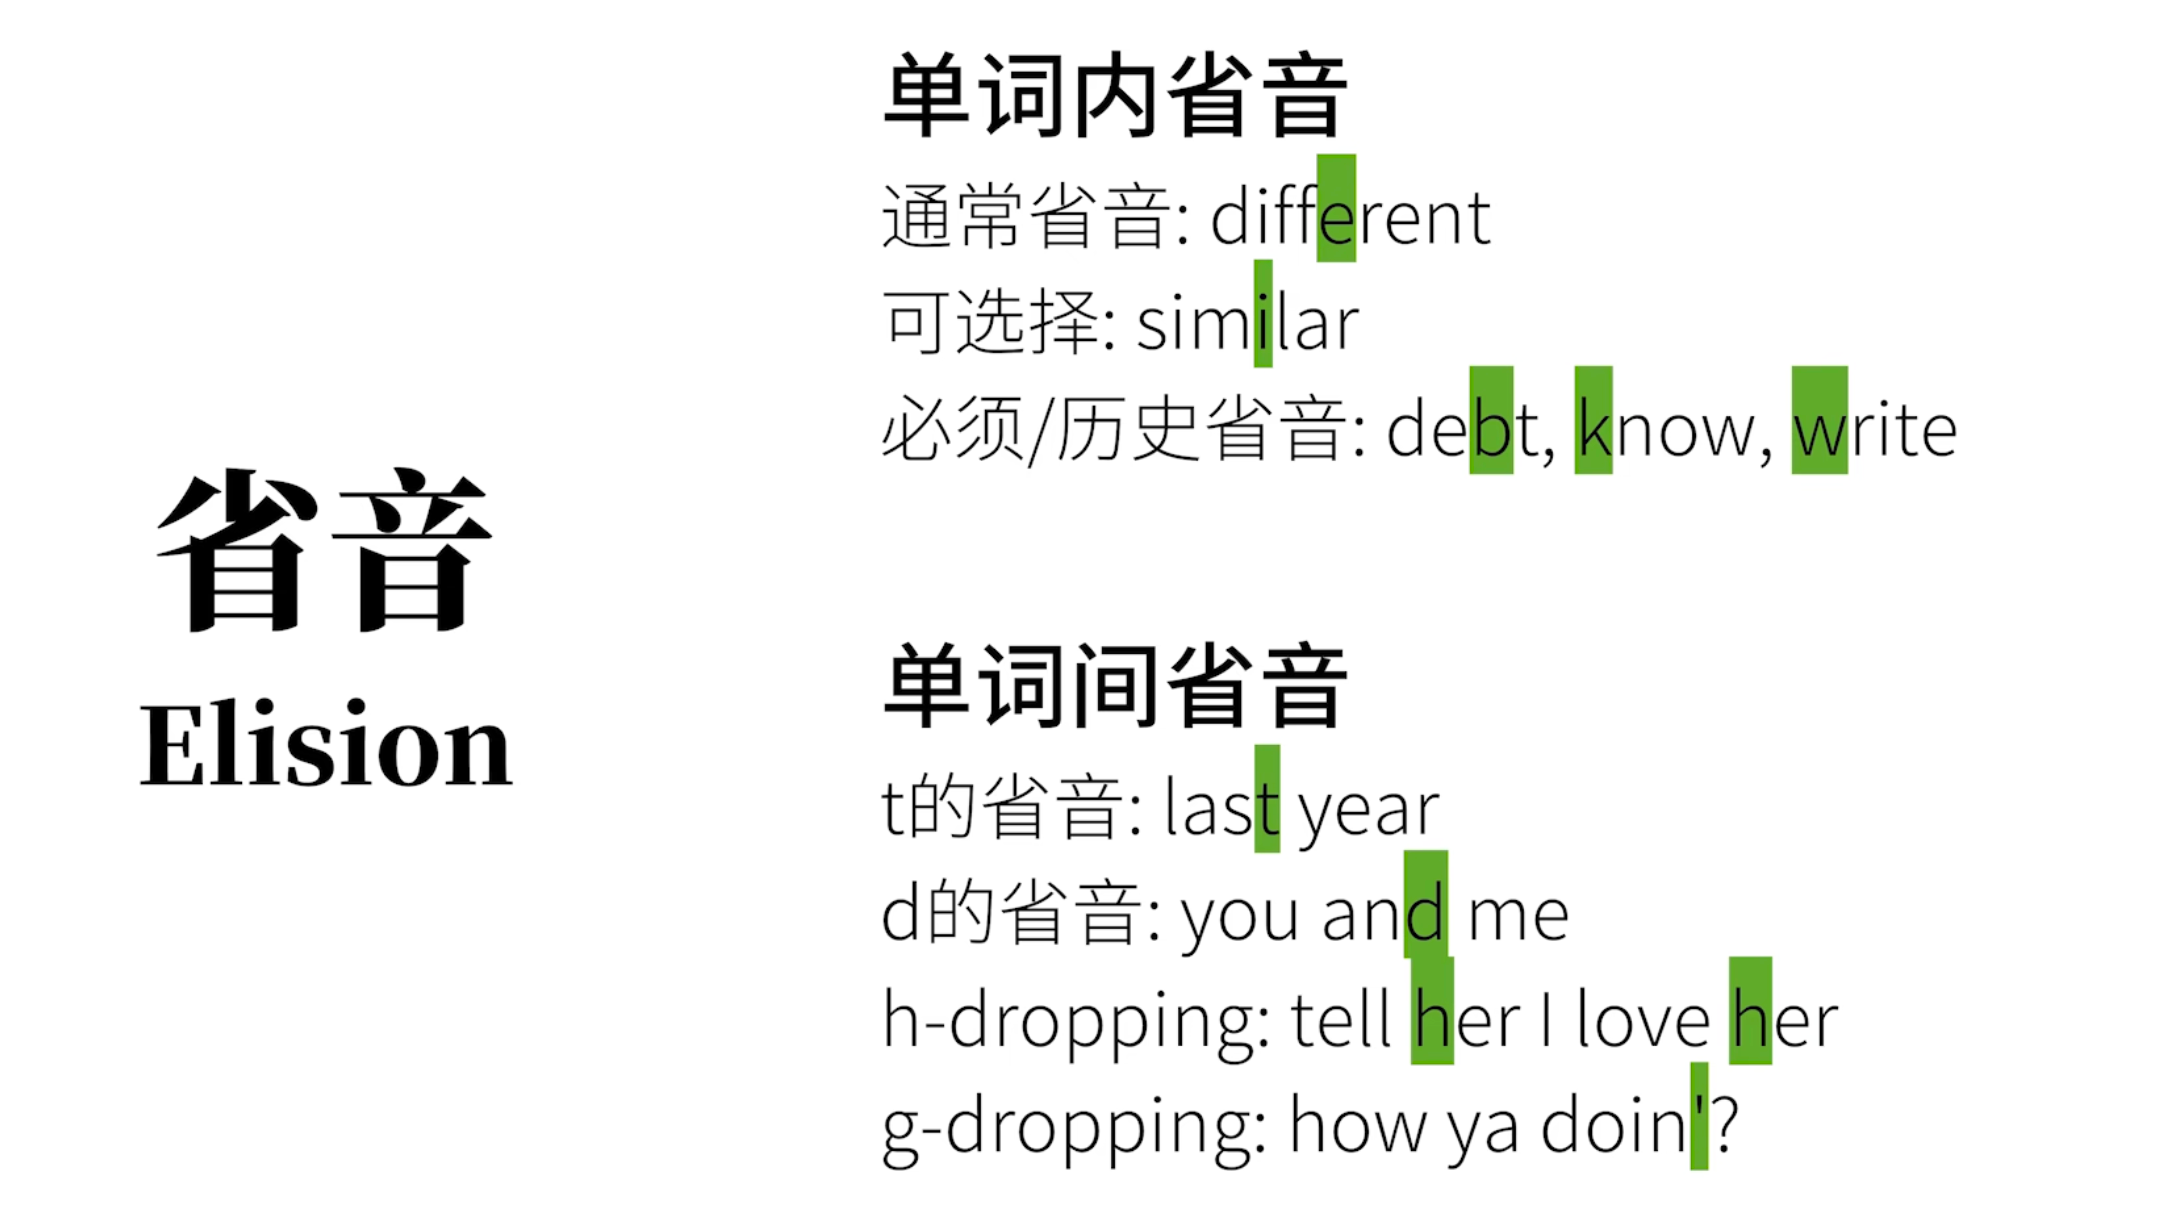 省音
Elision
单词内省音
通常省音: different
可选择: similar
必须/历史省音: debt, know, write
单词间省音
t的省音: last year
d的省音: you and me
h-dropping: tell her I love her
g-dropping: how ya doin'?